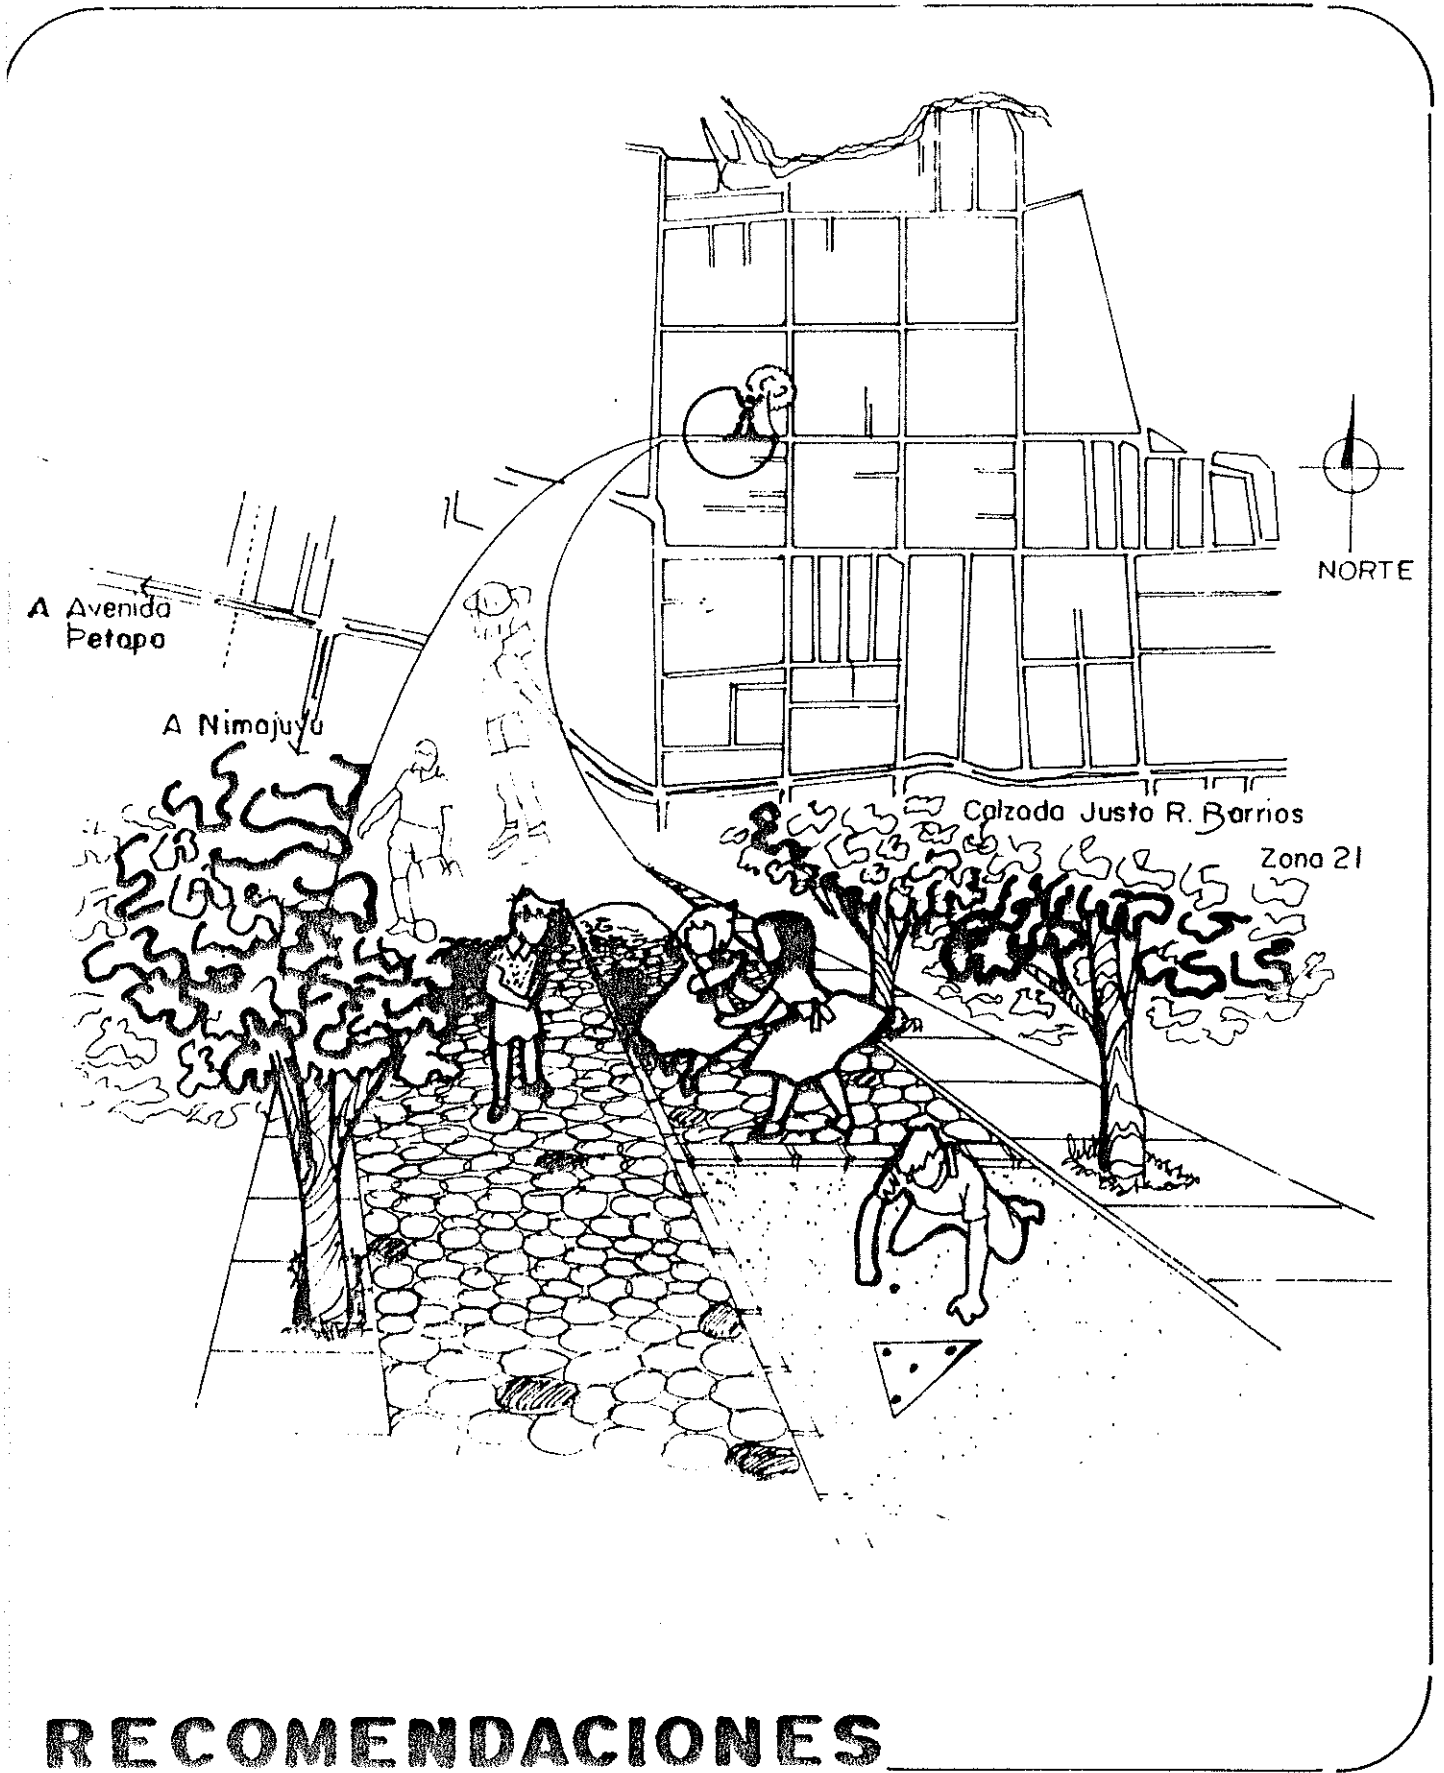 NORTE
A Avenida
Petapa
A Nimajuyu
Calzada Justo R. Barrios
Zona 21
RECOMENDACIONES